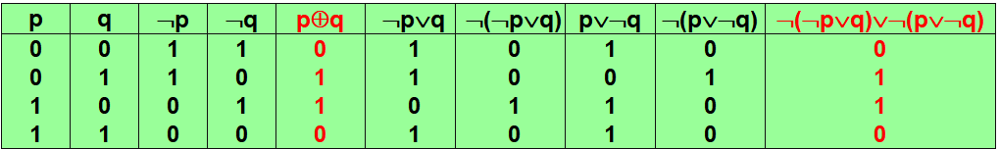 p q ¬p ¬q p⊕q ¬p∨q ¬(¬p∨q) p∨¬q ¬(p∨¬q) ¬(¬p∨q)∨¬(p∨¬q)
0 0 1 1 0 1 0 1 0 0
0 1 1 0 1 1 0 0 1 1
1 0 0 1 1 0 1 1 0 1
1 1 0 0 0 1 0 1 0 0